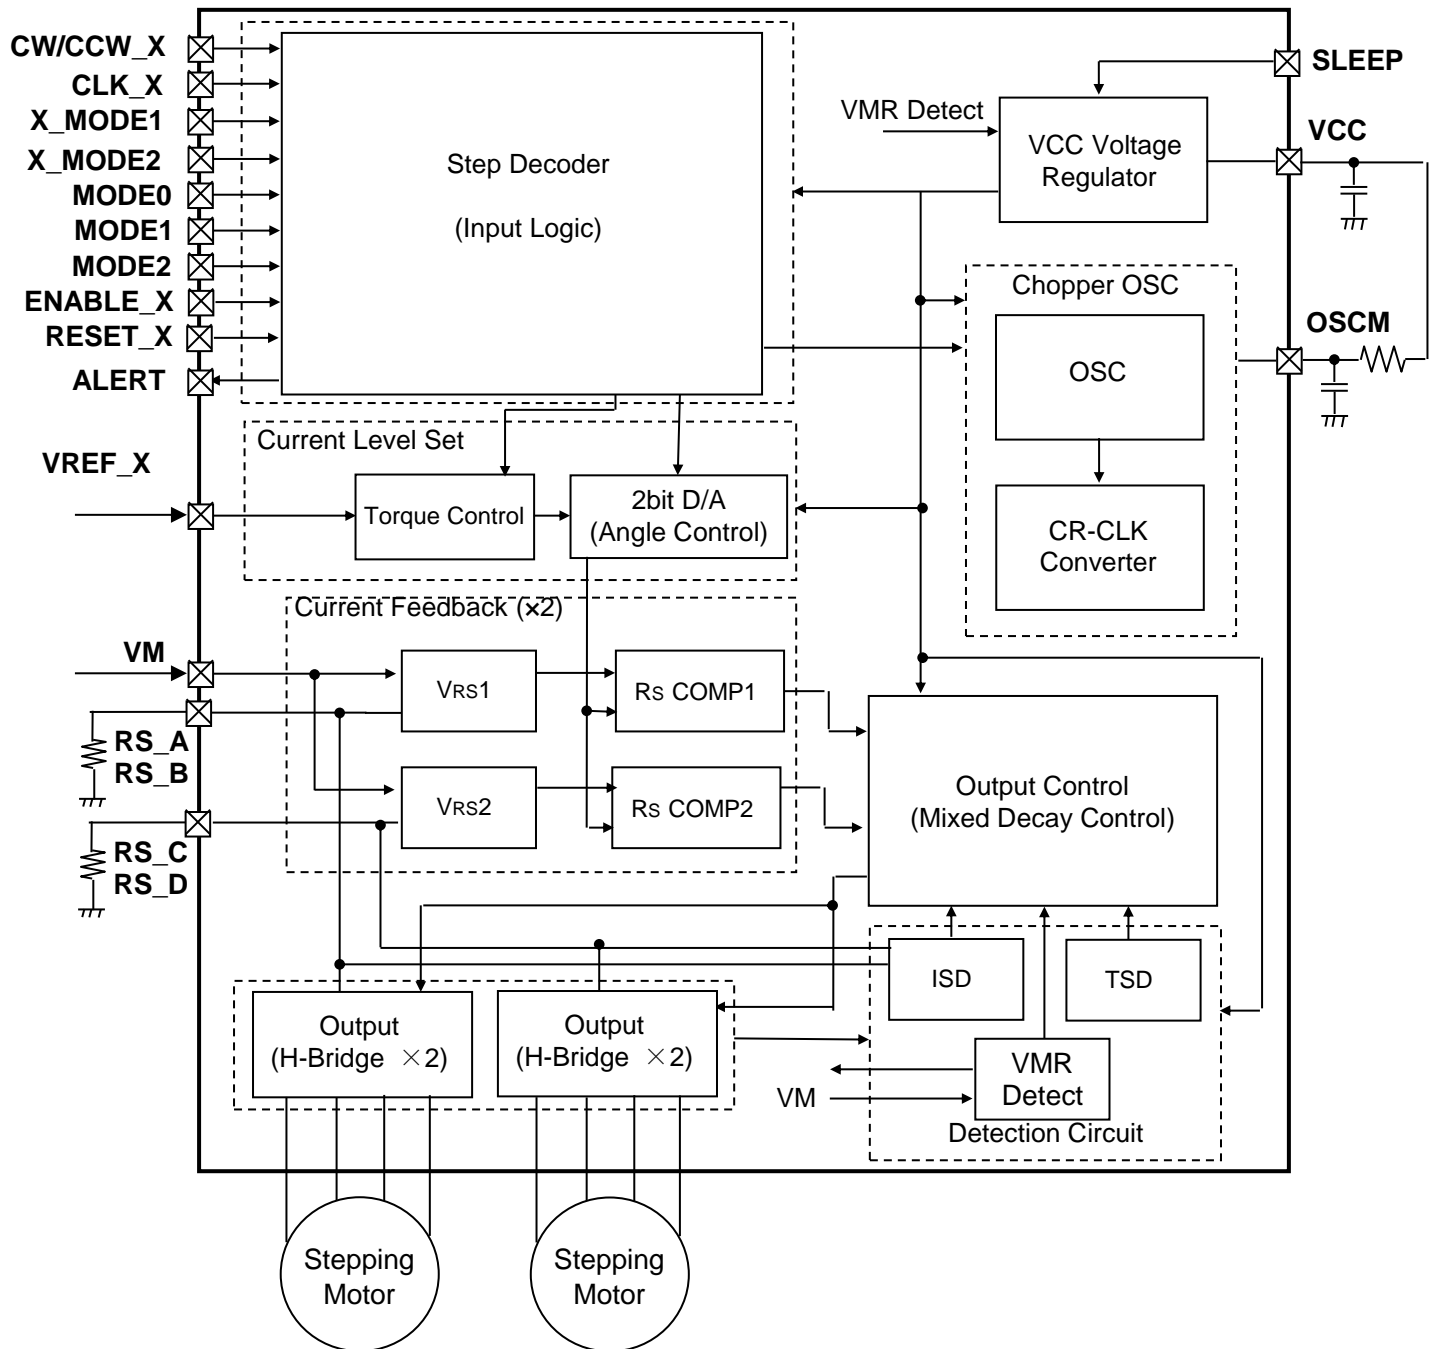 CW/CCW_X
CLK_X
X_MODE1
X_MODE2
MODE0
MODE1
MODE2
ENABLE_X
RESET_X
ALERT
VREF_X
VM
RS_A
RS_B
RS_C
RS_D
Step Decoder
(Input Logic)
SLEEP
VMR Detect
VCC Voltage
Regulator
VCC
Chopper OSC
OSC
CR-CLK
Converter
OSCM
Current Level Set
Torque Control
2bit D/A
(Angle Control)
Current Feedback (×2)
VRS1
RS COMP1
VRS2
RS COMP2
Output Control
(Mixed Decay Control)
ISD
TSD
VMR
Detect
VM
Detection Circuit
Output
(H-Bridge ×2)
Output
(H-Bridge ×2)
Stepping
Motor
Stepping
Motor